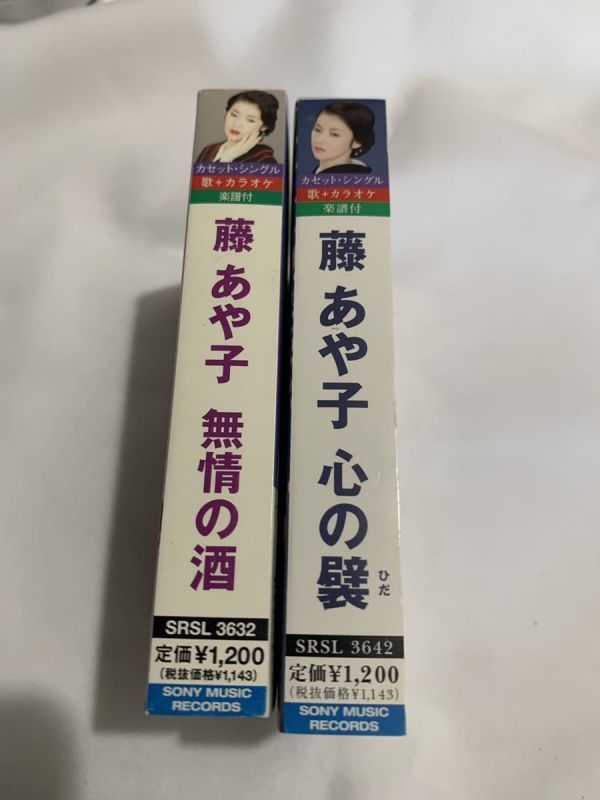 カセット・シングル
歌+カラオケ
楽譜付
藤 あや子 無情の酒
SRSL 3632
定価¥1,200
(税抜価格¥1,143)
SONY MUSIC
RECORDS
カセット・シングル
歌+カラオケ
楽譜付
藤 あや子 心の襞
ひだ
SRSL 3642
定価¥1,200
(税抜価格¥1,143)
SONY MUSIC
RECORDS